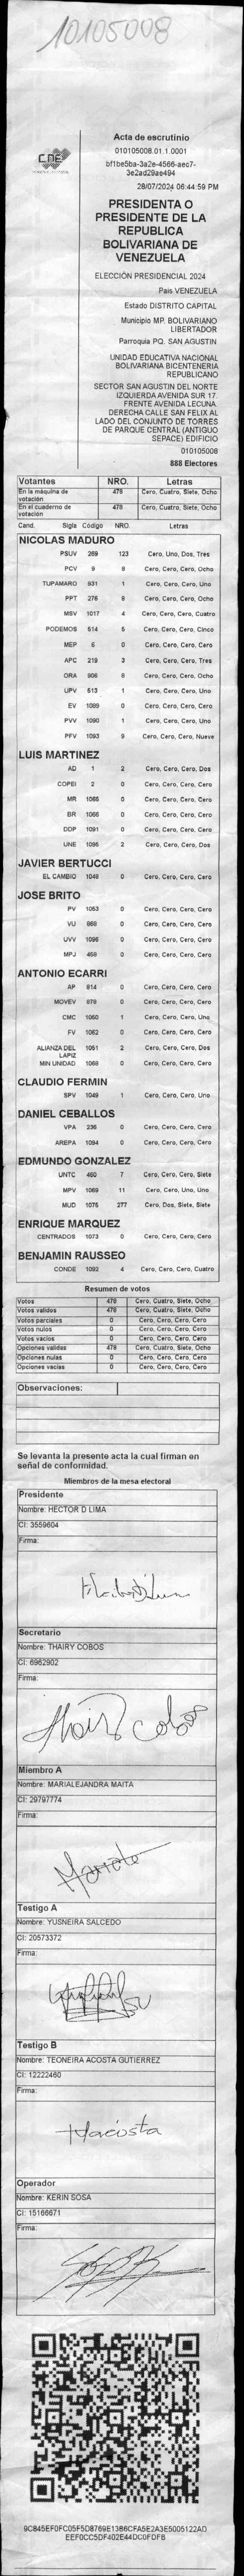 10105008
CNE
Acta de escrutinio
010105008.01.1.0001
bf1be5ba-3a2e-4566-aec7-
3e2ad29ae494
28/07/2024 06:44:59 PM
PRESIDENTA O
PRESIDENTE DE LA
REPUBLICA
BOLIVARIANA DE
VENEZUELA
ELECCIÓN PRESIDENCIAL 2024
País VENEZUELA
Estado DISTRITO CAPITAL
Municipio MP. BOLIVARIANO
LIBERTADOR
Parroquia PQ. SAN AGUSTIN
UNIDAD EDUCATIVA NACIONAL
BOLIVARIANA BICENTENERIA
REPUBLICANO
SECTOR SAN AGUSTIN DEL NORTE
IZQUIERDA AVENIDA SUR 17.
FRENTE AVENIDA LECUNA.
DERECHA CALLE SAN FELIX AL
LADO DEL CONJUNTO DE TORRES
DE PARQUE CENTRAL (ANTIGUO
SEPACE) EDIFICIO
010105008
888 Electores
Votantes NRO. Letras
En la máquina de votación 478 Cero, Cuatro, Siete, Ocho
En el cuaderno de votación 478 Cero, Cuatro, Siete, Ocho
Cand. Sigla Código NRO. Letras
NICOLAS MADURO
PSUV 269 123 Cero, Uno, Dos, Tres
PCV 9 8 Cero, Cero, Cero, Ocho
TUPAMARO 931 1 Cero, Cero, Cero, Uno
PPT 276 8 Cero, Cero, Cero, Ocho
MSV 1017 4 Cero, Cero, Cero, Cuatro
PODEMOS 514 5 Cero, Cero, Cero, Cinco
MEP 6 0 Cero, Cero, Cero, Cero
APC 219 3 Cero, Cero, Cero, Tres
ORA 906 8 Cero, Cero, Cero, Ocho
UPV 513 1 Cero, Cero, Cero, Uno
EV 1089 0 Cero, Cero, Cero, Cero
PVV 1090 1 Cero, Cero, Cero, Uno
PFV 1093 9 Cero, Cero, Cero, Nueve
LUIS MARTINEZ
AD 1 2 Cero, Cero, Cero, Dos
COPEI 2 0 Cero, Cero, Cero, Cero
MR 1065 0 Cero, Cero, Cero, Cero
BR 1066 0 Cero, Cero, Cero, Cero
DDP 1091 0 Cero, Cero, Cero, Cero
UNE 1095 2 Cero, Cero, Cero, Dos
JAVIER BERTUCCI
EL CAMBIO 1048 0 Cero, Cero, Cero, Cero
JOSE BRITO
PV 1053 0 Cero, Cero, Cero, Cero
VU 868 0 Cero, Cero, Cero, Cero
UVV 1096 0 Cero, Cero, Cero, Cero
MPJ 458 0 Cero, Cero, Cero, Cero
ANTONIO ECARRI
AP 814 0 Cero, Cero, Cero, Cero
MOVEV 878 0 Cero, Cero, Cero, Cero
CMC 1050 1 Cero, Cero, Cero, Uno
FV 1062 0 Cero, Cero, Cero, Cero
ALIANZA DEL LAPIZ 1051 2 Cero, Cero, Cero, Dos
MIN UNIDAD 1068 0 Cero, Cero, Cero, Cero
CLAUDIO FERMIN
SPV 1049 1 Cero, Cero, Cero, Uno
DANIEL CEBALLOS
VPA 236 0 Cero, Cero, Cero, Cero
AREPA 1094 0 Cero, Cero, Cero, Cero
EDMUNDO GONZALEZ
UNTC 460 7 Cero, Cero, Cero, Siete
MPV 1069 11 Cero, Cero, Uno, Uno
MUD 1075 277 Cero, Dos, Siete, Siete
ENRIQUE MARQUEZ
CENTRADOS 1073 0 Cero, Cero, Cero, Cero
BENJAMIN RAUSSEO
CONDE 1092 4 Cero, Cero, Cero, Cuatro
Resumen de votos
Votos 478 Cero, Cuatro, Siete, Ocho
Votos validos 478 Cero, Cuatro, Siete, Ocho
Votos parciales 0 Cero, Cero, Cero, Cero
Votos nulos 0 Cero, Cero, Cero, Cero
Votos vacios 0 Cero, Cero, Cero, Cero
Opciones validas 478 Cero, Cuatro, Siete, Ocho
Opciones nulas 0 Cero, Cero, Cero, Cero
Opciones vacias 0 Cero, Cero, Cero, Cero
Observaciones:
Se levanta la presente acta la cual firman en
señal de conformidad.
Miembros de la mesa electoral
Presidente
Nombre: HECTOR D LIMA
CI: 3559604
Firma:
Secretario
Nombre: THAIRY COBOS
CI: 6962902
Firma:
Thairy Cobos
Miembro A
Nombre: MARIALEJANDRA MAITA
CI: 29797774
Firma:
Testigo A
Nombre: YUSNEIRA SALCEDO
CI: 20573372
Firma:
Testigo B
Nombre: TEONEIRA ACOSTA GUTIERREZ
CI: 12222460
Firma:
Operador
Nombre: KERIN SOSA
CI: 15166671
Firma:
9C845EF0FC05F5D8769E13B6CFA5E2A3E5005122AD
EEF0CC5DF402E44DC0FDFB